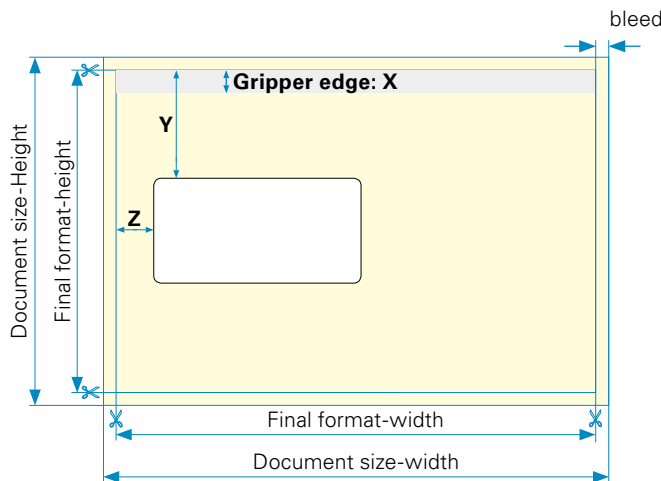 bleed
Gripper edge: X
Y
Z
Document size-Height
Final format-height
Final format-width
Document size-width